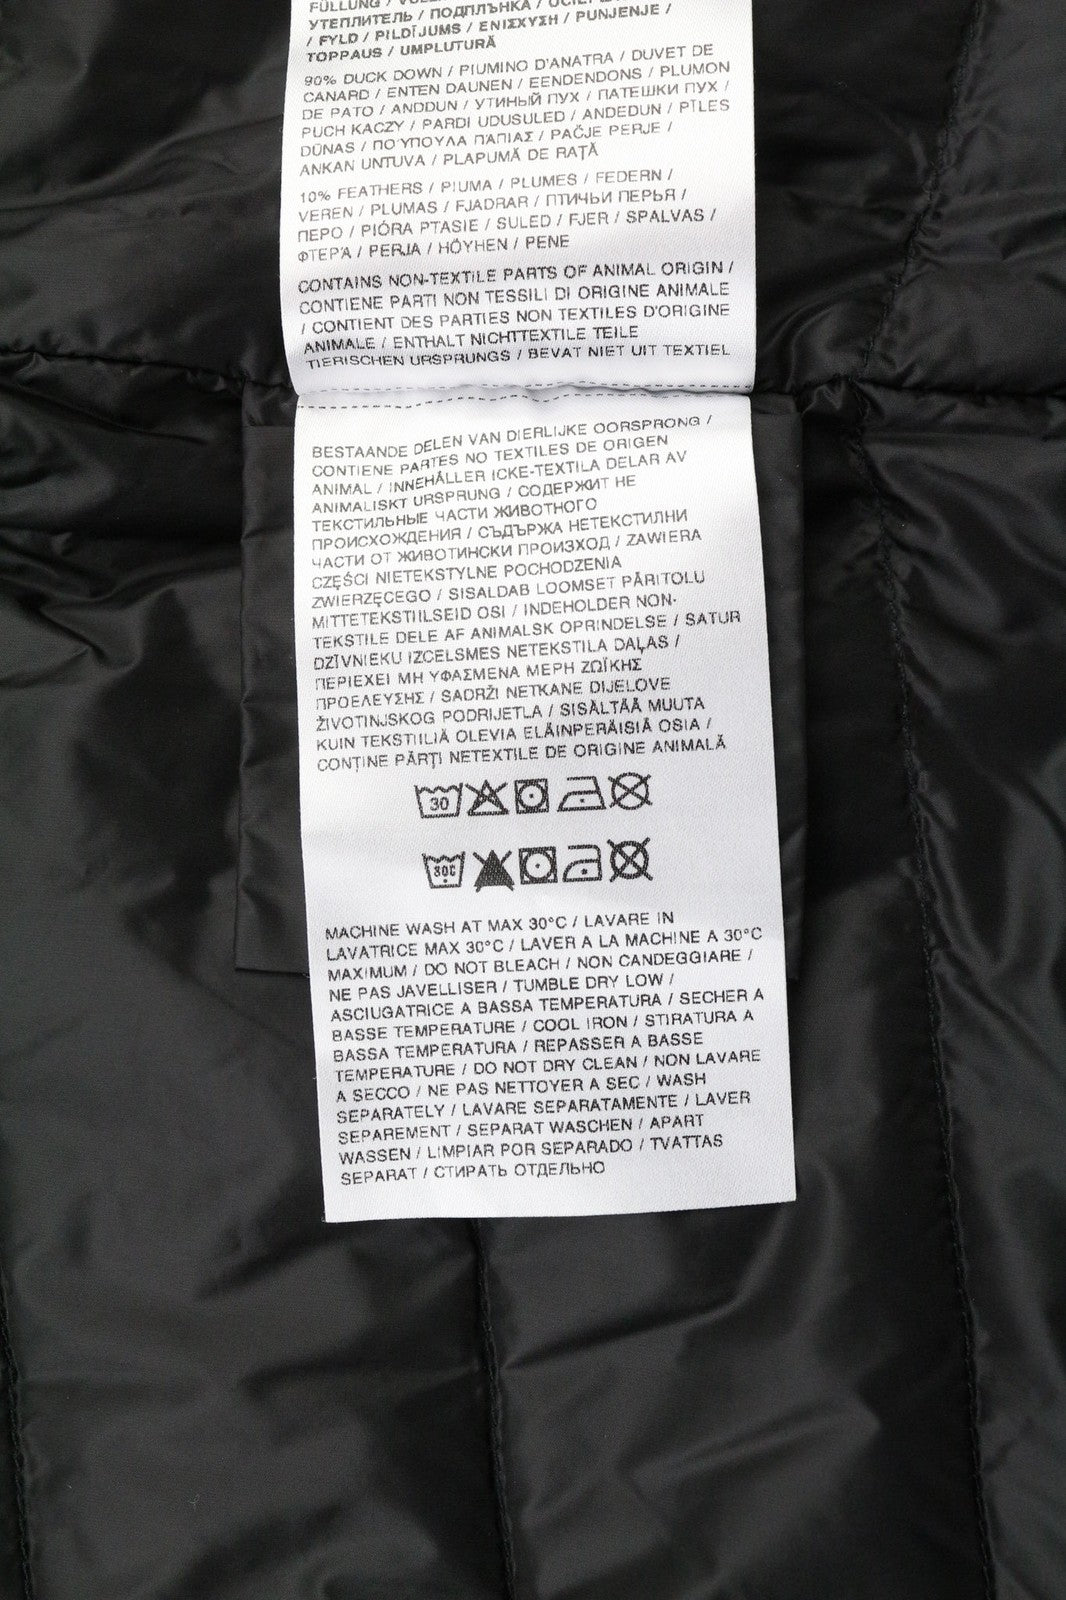 FÜLLUNG /
УТЕПЛИТЕЛЬ / ПОДПЛЪНКА /
/ FYLD / PILDĪJUMS / ΕΝΙΣΧΥΣΗ / PUNJENJE /
TOPPAUS / UMPLUTURĂ
90% DUCK DOWN / PIUMINO D'ANATRA / DUVET DE
CANARD / ENTEN DAUNEN / EENDENDONS / PLUMON
DE PATO / ANDDUN / УТИНЫЙ ПУХ / ПАТЕШКИ ПУХ /
PUCH KACZY / PARDI UDUSULED / ANDEDUN / PĪLES
DŪNAS / ΠΟΎΠΟΥΛΑ ΠΆΠΙΑΣ / PAČJE PERJE /
ANKAN UNTUVA / PLAPUMĂ DE RAȚĂ
10% FEATHERS / PIUMA / PLUMES / FEDERN /
VEREN / PLUMAS / FJADRAR / ПТИЧЬИ ПЕРЬЯ /
ПЕРО / PIÓRA PTASIE / SULED / FJER / SPALVAS /
ΦΤΕΡΆ / PERJA / HÖYHEN / PENE
CONTAINS NON-TEXTILE PARTS OF ANIMAL ORIGIN /
CONTIENE PARTI NON TESSILI DI ORIGINE ANIMALE
/ CONTIENT DES PARTIES NON TEXTILES D'ORIGINE
ANIMALE / ENTHALT NICHTTEXTILE TEILE
TIERISCHEN URSPRUNGS / BEVAT NIET UIT TEXTIEL
BESTAANDE DELEN VAN DIERLIJKE OORSPRONG /
CONTIENE PARTES NO TEXTILES DE ORIGEN
ANIMAL / INNEHÅLLER ICKE-TEXTILA DELAR AV
ANIMALISKT URSPRUNG / СОДЕРЖИТ НЕ
ТЕКСТИЛЬНЫЕ ЧАСТИ ЖИВОТНОГО
ПРОИСХОЖДЕНИЯ / СЪДЪРЖА НЕТЕКСТИЛНИ
ЧАСТИ ОТ ЖИВОТИНСКИ ПРОИЗХОД / ZAWIERA
CZĘŚCI NIETEKSTYLNE POCHODZENIA
ZWIERZĘCEGO / SISALDAB LOOMSET PÄRITOLU
MITTETEKSTIILSEID OSI / INDEHOLDER NON-
TEKSTILE DELE AF ANIMALSK OPRINDELSE / SATUR
DZĪVNIEKU IZCELSMES NETEKSTILA DAĻAS /
ΠΕΡΙΕΧΕΙ ΜΗ ΥΦΑΣΜΕΝΑ ΜΕΡΗ ΖΩΪΚΗΣ
ΠΡΟΕΛΕΥΣΗΣ / SADRŽI NETKANE DIJELOVE
ŽIVOTINJSKOG PODRIJETLA / SISÄLTÄÄ MUUTA
KUIN TEKSTIILIÄ OLEVIA ELÄINPERÄISIÄ OSIA /
CONȚINE PĂRȚI NETEXTILE DE ORIGINE ANIMALĂ
30
30C
MACHINE WASH AT MAX 30°C / LAVARE IN
LAVATRICE MAX 30°C / LAVER A LA MACHINE A 30°C
MAXIMUM / DO NOT BLEACH / NON CANDEGGIARE /
NE PAS JAVELLISER / TUMBLE DRY LOW /
ASCIUGATRICE A BASSA TEMPERATURA / SECHER A
BASSE TEMPERATURE / COOL IRON / STIRATURA A
BASSA TEMPERATURA / REPASSER A BASSE
TEMPERATURE / DO NOT DRY CLEAN / NON LAVARE
A SECCO / NE PAS NETTOYER A SEC / WASH
SEPARATELY / LAVARE SEPARATAMENTE / LAVER
SEPAREMENT / SEPARAT WASCHEN / APART
WASSEN / LIMPIAR POR SEPARADO / TVATTAS
SEPARAT / СТИРАТЬ ОТДЕЛЬНО